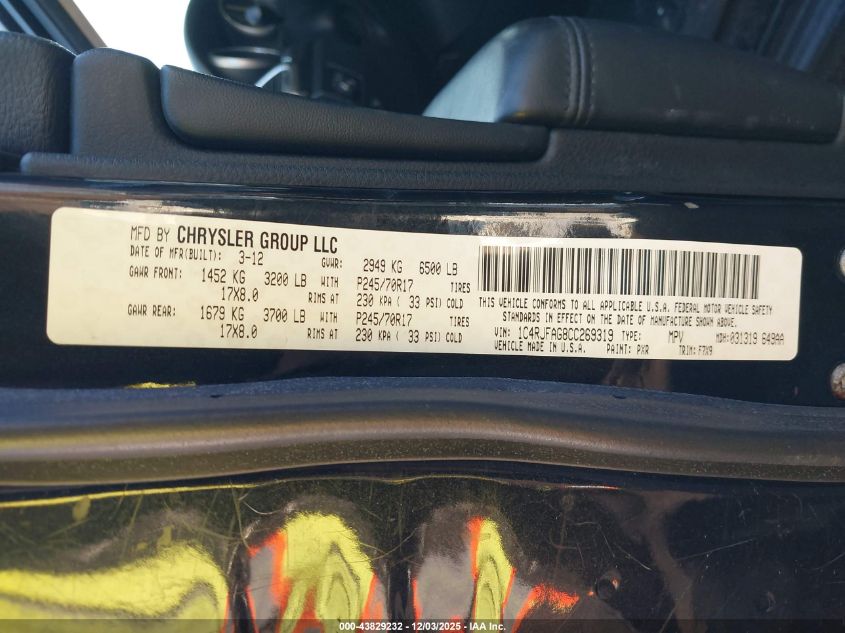 MFD BY CHRYSLER GROUP LLC
DATE OF MFR(BUILT): 3-12 GVWR: 2949 KG 6500 LB
GAWR FRONT: 1452 KG 3200 LB WITH P245/70R17 TIRES
17X8.0 RIMS AT 230 KPA ( 33 PSI) COLD
GAWR REAR: 1679 KG 3700 LB WITH P245/70R17 TIRES
17X8.0 RIMS AT 230 KPA ( 33 PSI) COLD
THIS VEHICLE CONFORMS TO ALL APPLICABLE U.S.A. FEDERAL MOTOR VEHICLE SAFETY
STANDARDS IN EFFECT ON THE DATE OF MANUFACTURE SHOWN ABOVE.
VIN: 1C4RJFAG8CC269319 TYPE: MPV MDH:031319 649AA
VEHICLE MADE IN U.S.A. PAINT: PXR TRIM: F7X9
000-43829232 - 12/03/2025 - IAA Inc.